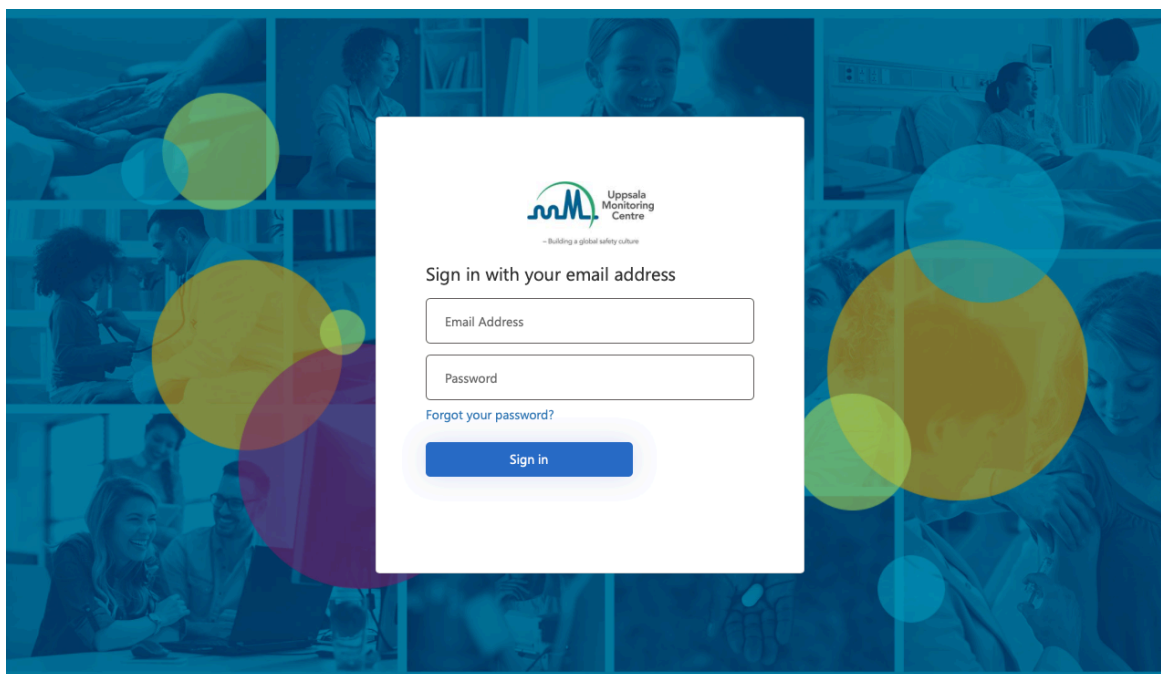 Uppsala
Monitoring
Centre
– Building a global safety culture
Sign in with your email address
Email Address
Password
Forgot your password?
Sign in